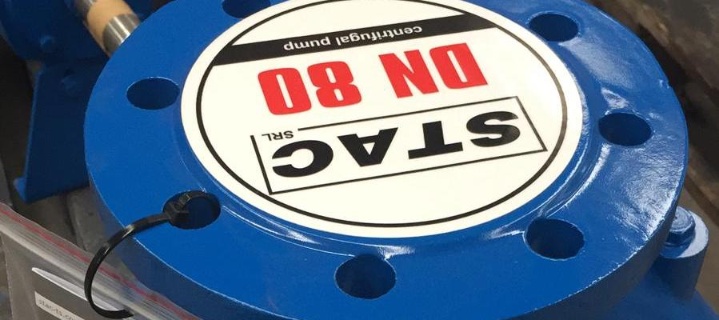 STAC
SRL
DN 80
centrifugal pump